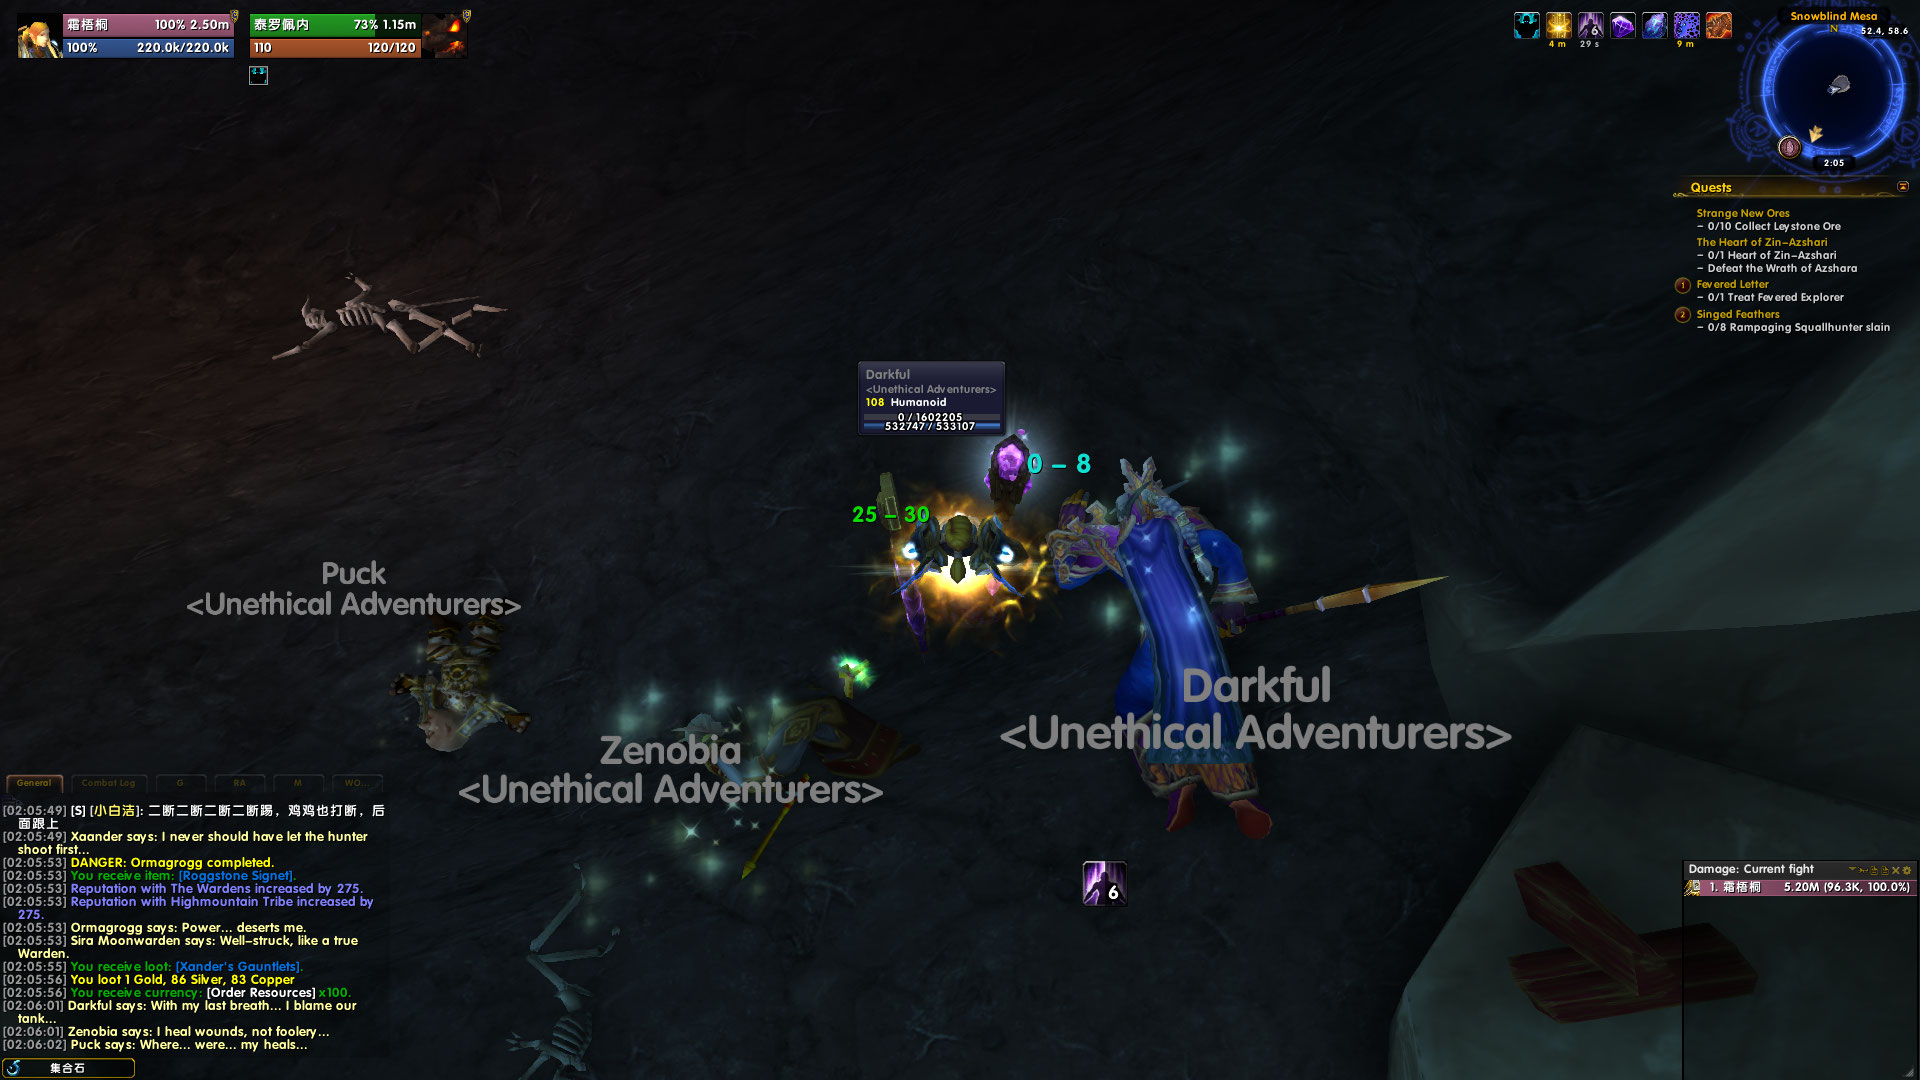 霜梧桐 100% 2.50m
100% 220.0k/220.0k
泰罗佩内 73% 1.15m
110 120/120
6
4 m 29 s 9 m
Snowblind Mesa
N
52.4, 58.6
2:05
Quests
Strange New Ores
- 0/10 Collect Leystone Ore
The Heart of Zin-Azshari
- 0/1 Heart of Zin-Azshari
- Defeat the Wrath of Azshara
1 Fevered Letter
- 0/1 Treat Fevered Explorer
2 Singed Feathers
- 0/8 Rampaging Squallhunter slain
Darkful
<Unethical Adventurers>
108 Humanoid
0 / 1602205
532747 / 533107
0 - 8
25 - 30
Puck
<Unethical Adventurers>
Zenobia
<Unethical Adventurers>
Darkful
<Unethical Adventurers>
6
General Combat Log G RA M WO...
[02:05:49] [S] [小白洁]: 二断二断二断二断踢，鸡鸡也打断，后
面跟上
[02:05:49] Xaander says: I never should have let the hunter
shoot first...
[02:05:53] DANGER: Ormagrogg completed.
[02:05:53] You receive item: [Roggstone Signet].
[02:05:53] Reputation with The Wardens increased by 275.
[02:05:53] Reputation with Highmountain Tribe increased by
275.
[02:05:53] Ormagrogg says: Power... deserts me.
[02:05:53] Sira Moonwarden says: Well-struck, like a true
Warden.
[02:05:55] You receive loot: [Xander's Gauntlets].
[02:05:56] You loot 1 Gold, 86 Silver, 83 Copper
[02:05:56] You receive currency: [Order Resources] x100.
[02:06:01] Darkful says: With my last breath... I blame our
tank...
[02:06:01] Zenobia says: I heal wounds, not foolery...
[02:06:02] Puck says: Where... were... my heals...
集合石
Damage: Current fight
1. 霜梧桐 5.20M (96.3K, 100.0%)